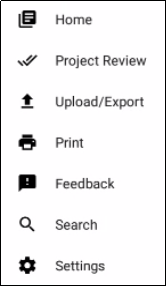 Home
Project Review
Upload/Export
Print
Feedback
Search
Settings